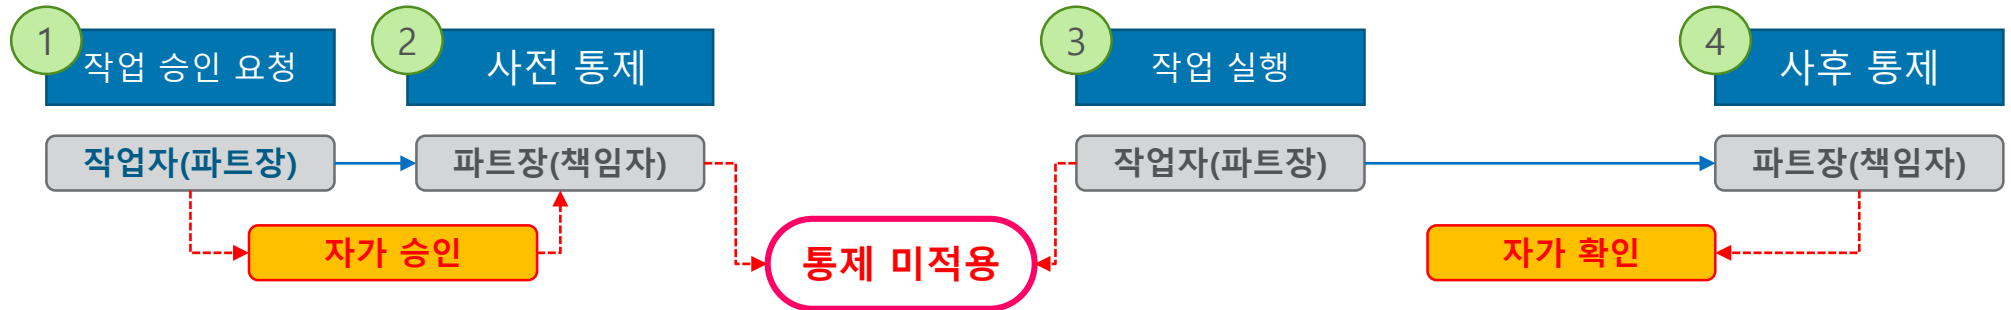 1
작업 승인 요청
2
사전 통제
3
작업 실행
4
사후 통제
작업자(파트장)
파트장(책임자)
작업자(파트장)
파트장(책임자)
자가 승인
통제 미적용
자가 확인